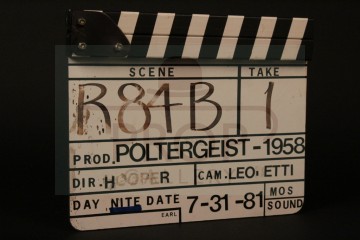 SCENE TAKE
R84B 1
PROD. POLTERGEIST-1958
DIR. H R CAM. LEO ETTI
HOOPER
DAY NITE DATE 7-31-81 MOS
EARL SOUND